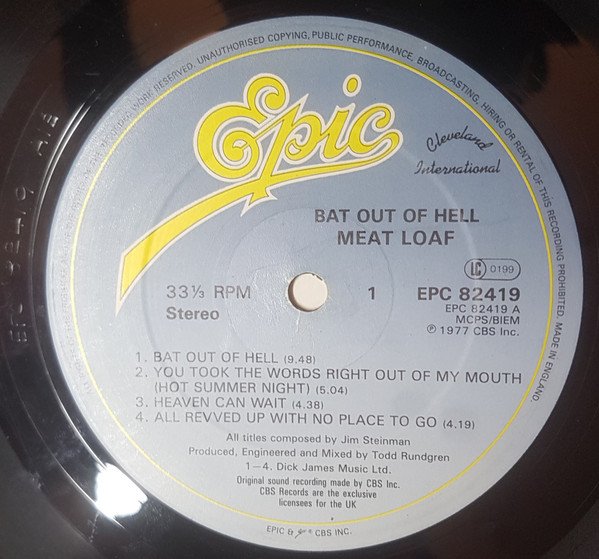 WORK RESERVED. UNAUTHORISED COPYING, PUBLIC PERFORMANCE, BROADCASTING, HIRING OR RENTAL OF THIS RECORDING PROHIBITED. MADE IN ENGLAND.
Epic
Cleveland
International
BAT OUT OF HELL
MEAT LOAF
LC 0199
33⅓ RPM 1 EPC 82419
Stereo EPC 82419 A
MCPS/BIEM
℗ 1977 CBS Inc.
1. BAT OUT OF HELL (9.48)
2. YOU TOOK THE WORDS RIGHT OUT OF MY MOUTH
(HOT SUMMER NIGHT) (5.04)
3. HEAVEN CAN WAIT (4.38)
4. ALL REVVED UP WITH NO PLACE TO GO (4.19)
All titles composed by Jim Steinman
Produced, Engineered and Mixed by Todd Rundgren
1—4. Dick James Music Ltd.
Original sound recording made by CBS Inc.
CBS Records are the exclusive
licensees for the UK
EPIC & CBS INC.